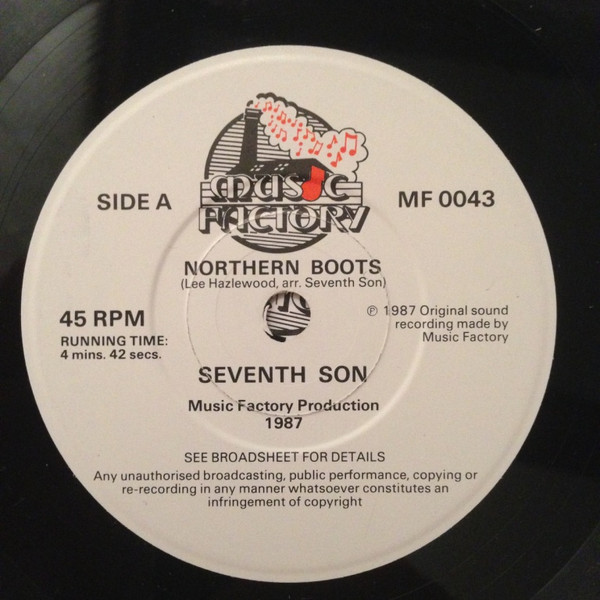 MUSIC
FACTORY
SIDE A
MF 0043
NORTHERN BOOTS
(Lee Hazlewood, arr. Seventh Son)
45 RPM
RUNNING TIME:
4 mins. 42 secs.
℗ 1987 Original sound
recording made by
Music Factory
SEVENTH SON
Music Factory Production
1987
SEE BROADSHEET FOR DETAILS
Any unauthorised broadcasting, public performance, copying or
re-recording in any manner whatsoever constitutes an
infringement of copyright